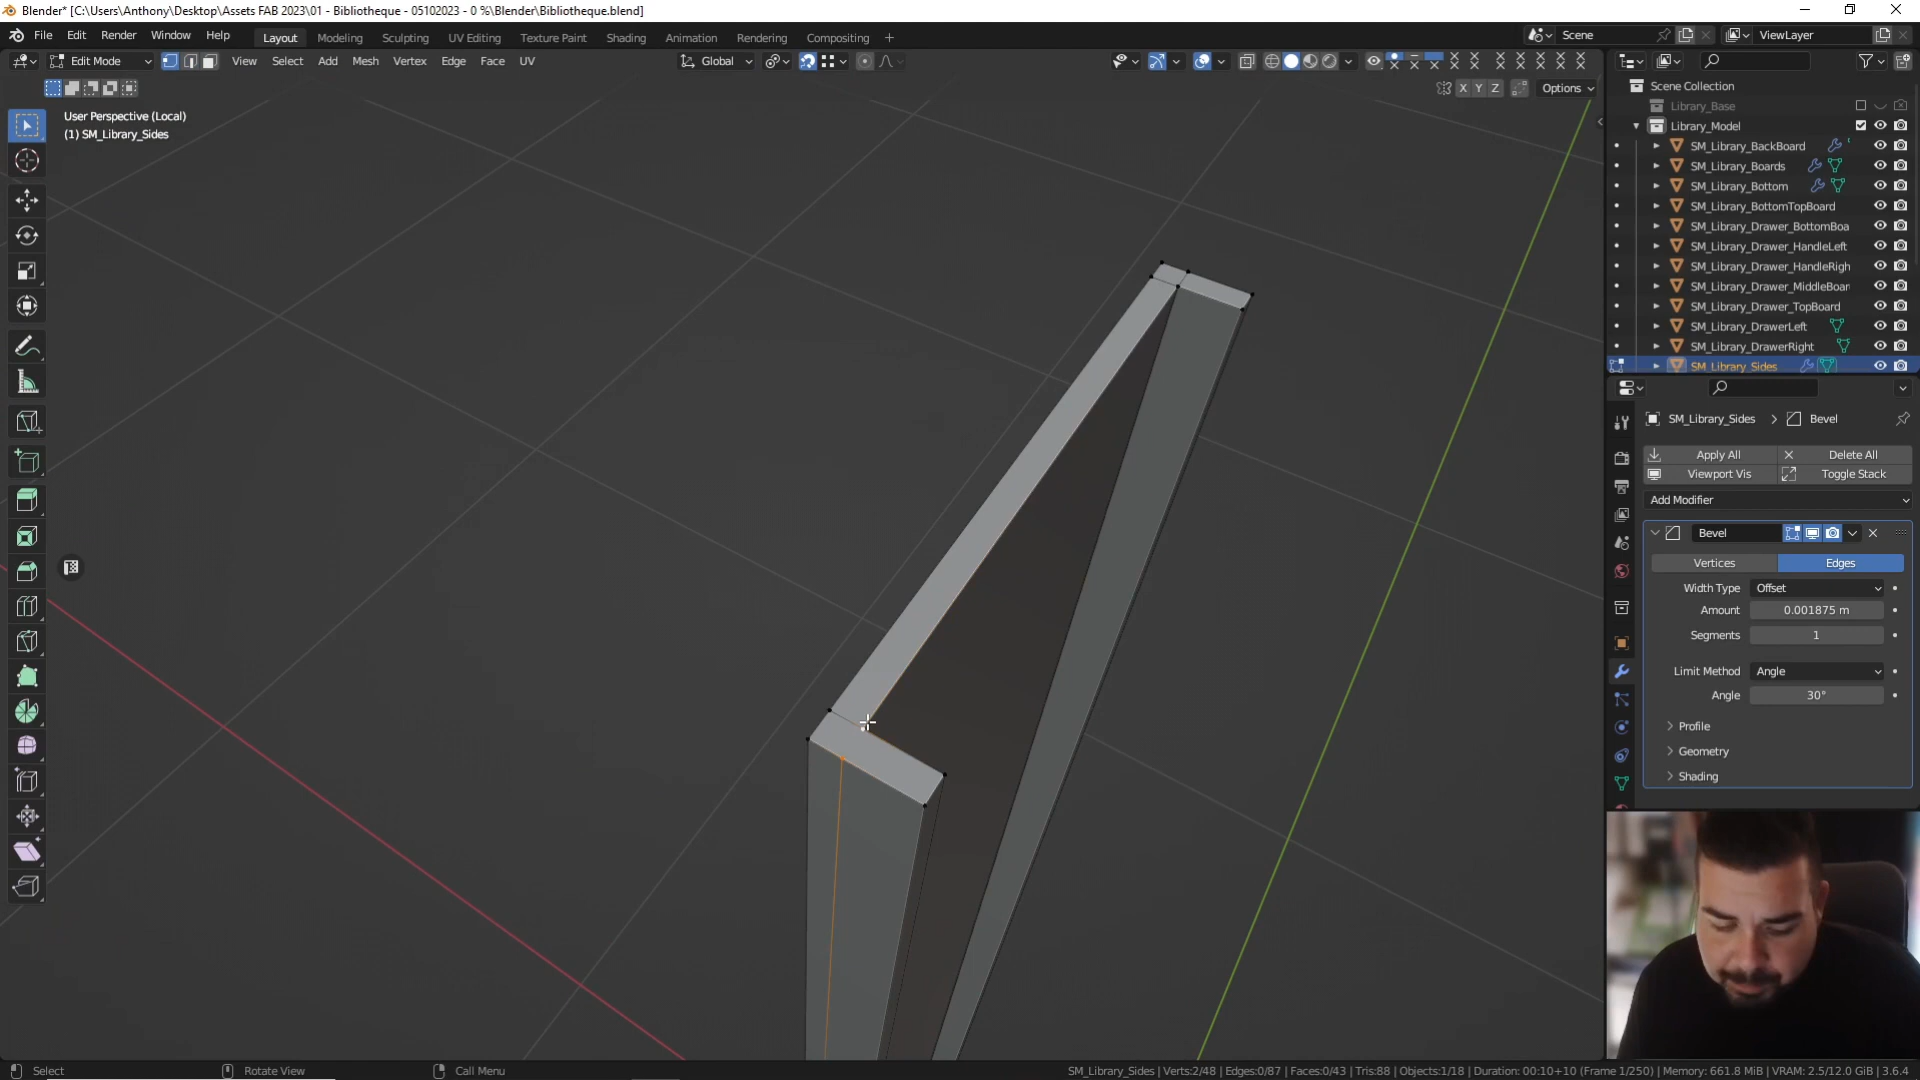 Blender* [C:\Users\Anthony\Desktop\Assets FAB 2023\01 - Bibliotheque - 05102023 - 0 %\Blender\Bibliotheque.blend]
File Edit Render Window Help Layout Modeling Sculpting UV Editing Texture Paint Shading Animation Rendering Compositing + Scene ViewLayer
Edit Mode View Select Add Mesh Vertex Edge Face UV Global
X Y Z Options
User Perspective (Local)
(1) SM_Library_Sides
Scene Collection
Library_Base
Library_Model
SM_Library_BackBoard
SM_Library_Boards
SM_Library_Bottom
SM_Library_BottomTopBoard
SM_Library_Drawer_BottomBoa
SM_Library_Drawer_HandleLeft
SM_Library_Drawer_HandleRigh
SM_Library_Drawer_MiddleBoar
SM_Library_Drawer_TopBoard
SM_Library_DrawerLeft
SM_Library_DrawerRight
SM_Library_Sides
SM_Library_Sides > Bevel
Apply All Delete All
Viewport Vis Toggle Stack
Add Modifier
Bevel
Vertices Edges
Width Type Offset
Amount 0.001875 m
Segments 1
Limit Method Angle
Angle 30°
Profile
Geometry
Shading
Select Rotate View Call Menu SM_Library_Sides | Verts:2/48 | Edges:0/87 | Faces:0/43 | Tris:88 | Objects:1/18 | Duration: 00:10+10 (Frame 1/250) | Memory: 661.8 MiB | VRAM: 2.5/12.0 GiB | 3.6.4